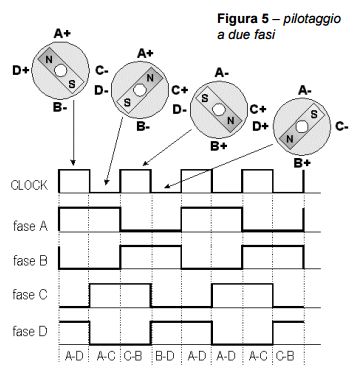 Figura 5 – pilotaggio
a due fasi
A+
D+ N S C-
B-
A+
D- N S C+
B-
A-
D- S N C+
B+
A-
D+ S N C-
B+
CLOCK
fase A
fase B
fase C
fase D
A-D A-C C-B B-D A-D A-D A-C C-B